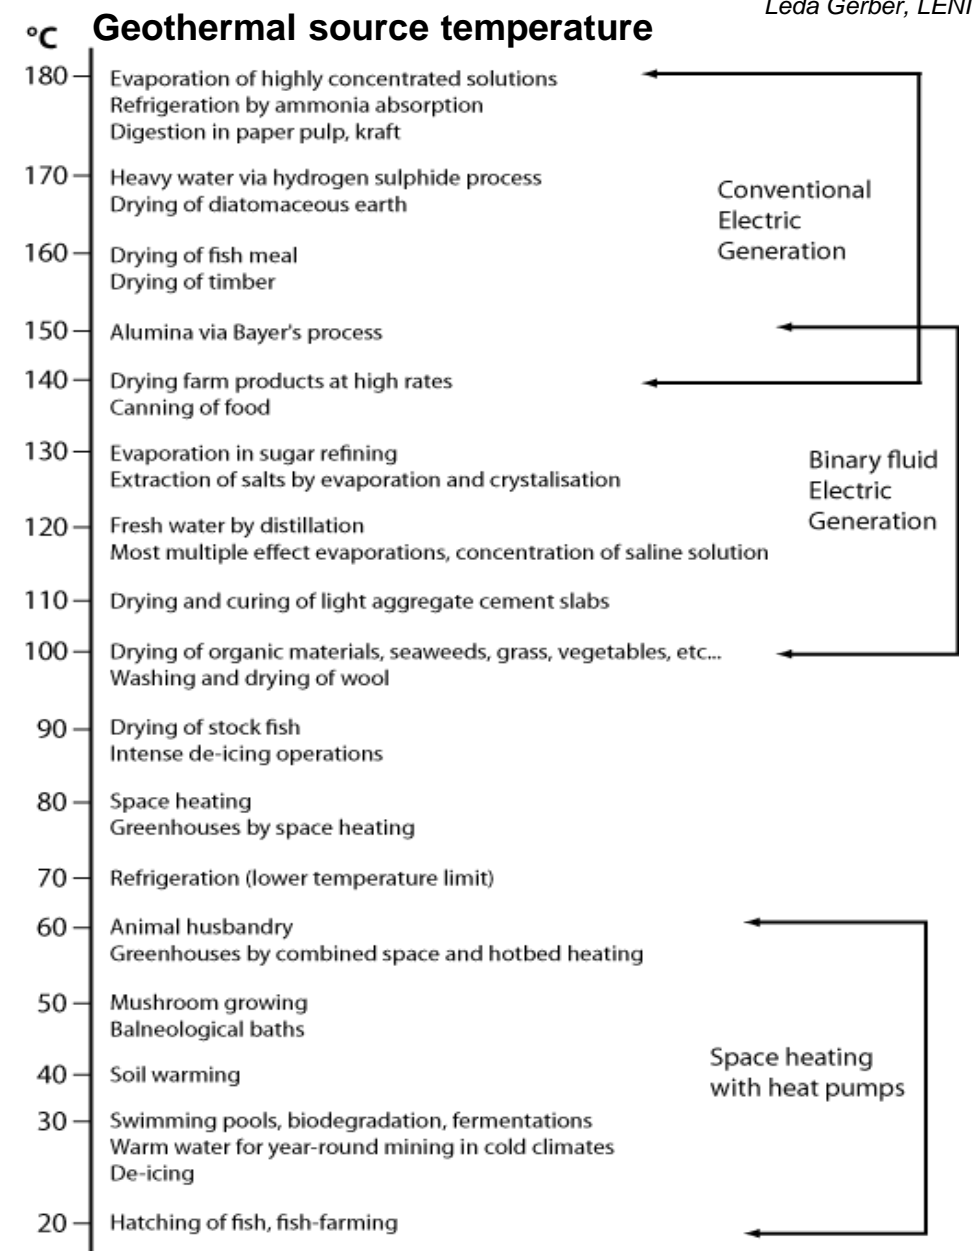 Leda Gerber, LENI
°C Geothermal source temperature
180 Evaporation of highly concentrated solutions
Refrigeration by ammonia absorption
Digestion in paper pulp, kraft
170 Heavy water via hydrogen sulphide process
Drying of diatomaceous earth
Conventional
Electric
Generation
160 Drying of fish meal
Drying of timber
150 Alumina via Bayer's process
140 Drying farm products at high rates
Canning of food
130 Evaporation in sugar refining
Extraction of salts by evaporation and crystalisation
Binary fluid
Electric
Generation
120 Fresh water by distillation
Most multiple effect evaporations, concentration of saline solution
110 Drying and curing of light aggregate cement slabs
100 Drying of organic materials, seaweeds, grass, vegetables, etc...
Washing and drying of wool
90 Drying of stock fish
Intense de-icing operations
80 Space heating
Greenhouses by space heating
70 Refrigeration (lower temperature limit)
60 Animal husbandry
Greenhouses by combined space and hotbed heating
50 Mushroom growing
Balneological baths
40 Soil warming
Space heating
with heat pumps
30 Swimming pools, biodegradation, fermentations
Warm water for year-round mining in cold climates
De-icing
20 Hatching of fish, fish-farming